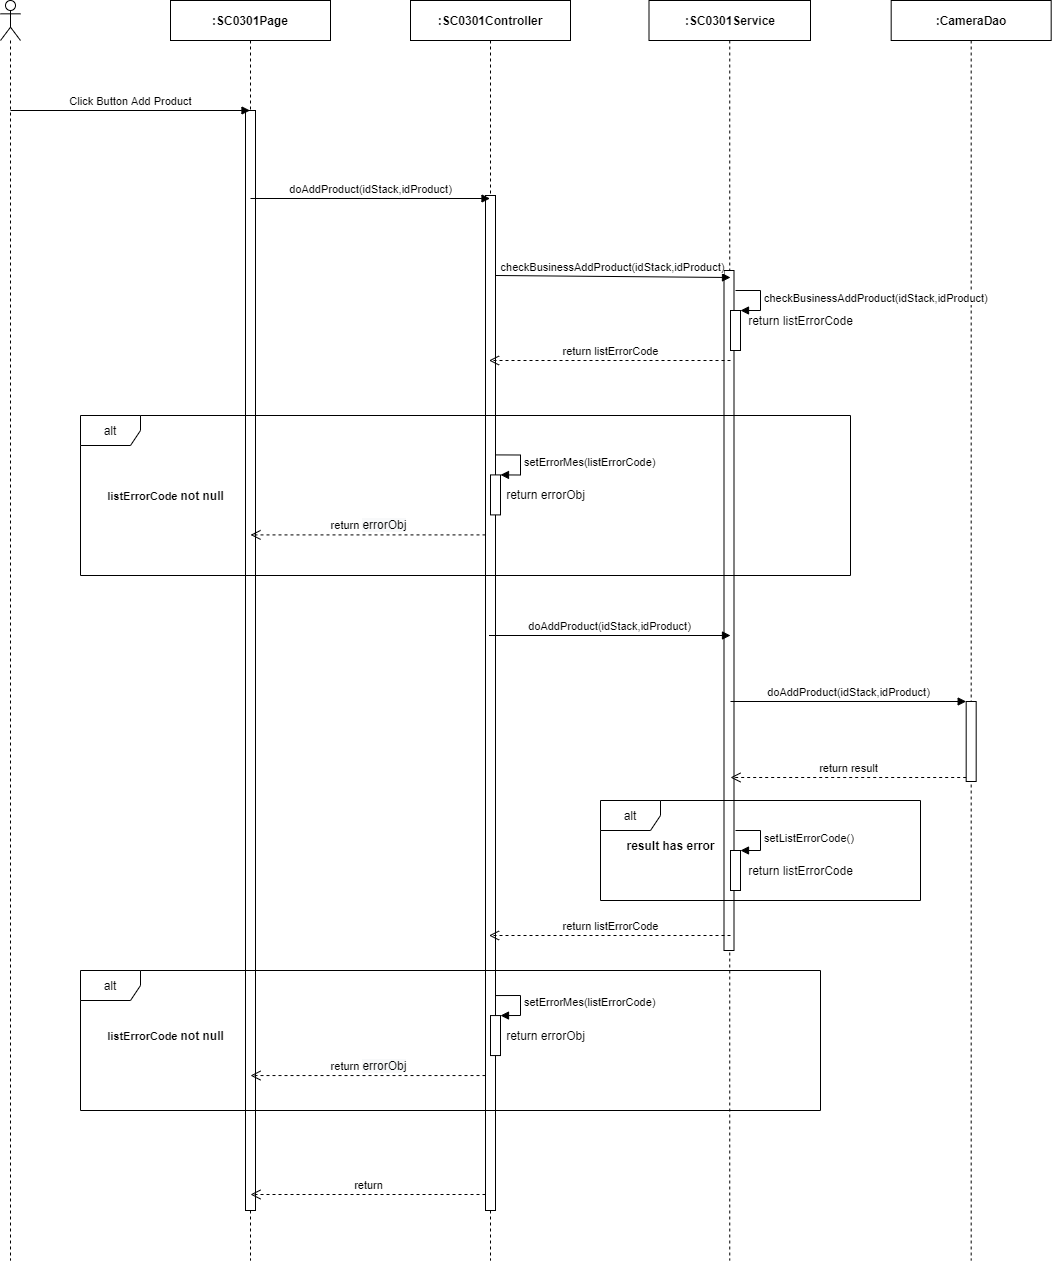 :SC0301Page
:SC0301Controller
:SC0301Service
:CameraDao
Click Button Add Product
doAddProduct(idStack,idProduct)
checkBusinessAddProduct(idStack,idProduct)
checkBusinessAddProduct(idStack,idProduct)
return listErrorCode
return listErrorCode
alt
setErrorMes(listErrorCode)
listErrorCode not null
return errorObj
return errorObj
doAddProduct(idStack,idProduct)
doAddProduct(idStack,idProduct)
return result
alt
setListErrorCode()
result has error
return listErrorCode
return listErrorCode
alt
setErrorMes(listErrorCode)
listErrorCode not null
return errorObj
return errorObj
return